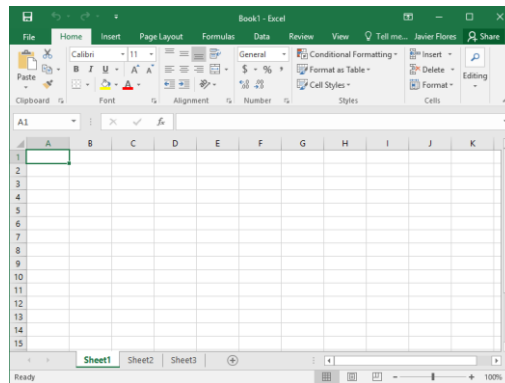 Book1 - Excel
File Home Insert Page Layout Formulas Data Review View Tell me... Javier Flores Share
Calibri 11 General Conditional Formatting Insert
Paste B I U A A $ % , Format as Table Delete Editing
A Cell Styles Format
Clipboard Font Alignment Number Styles Cells
A1 fx
A B C D E F G H I J K
1
2
3
4
5
6
7
8
9
10
11
12
13
14
15
Sheet1 Sheet2 Sheet3
Ready 100%